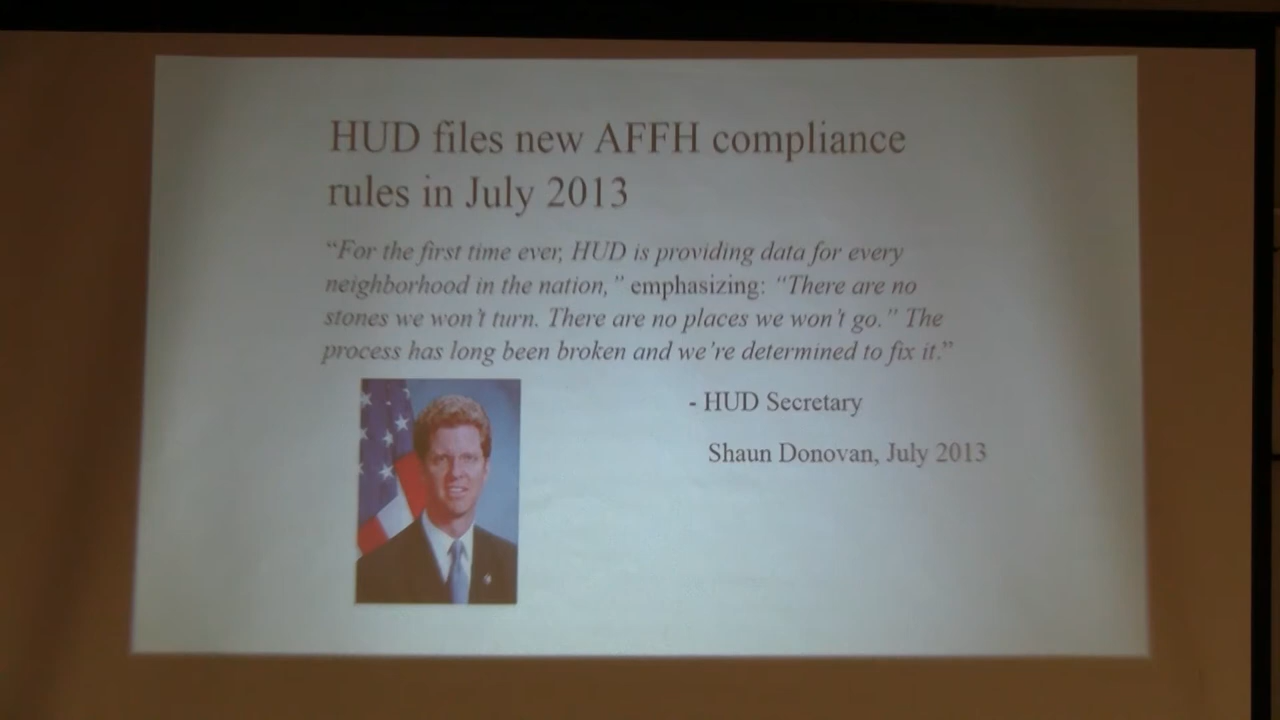 HUD files new AFFH compliance
rules in July 2013
“For the first time ever, HUD is providing data for every
neighborhood in the nation,” emphasizing: “There are no
stones we won't turn. There are no places we won't go.” The
process has long been broken and we're determined to fix it.”
- HUD Secretary
Shaun Donovan, July 2013